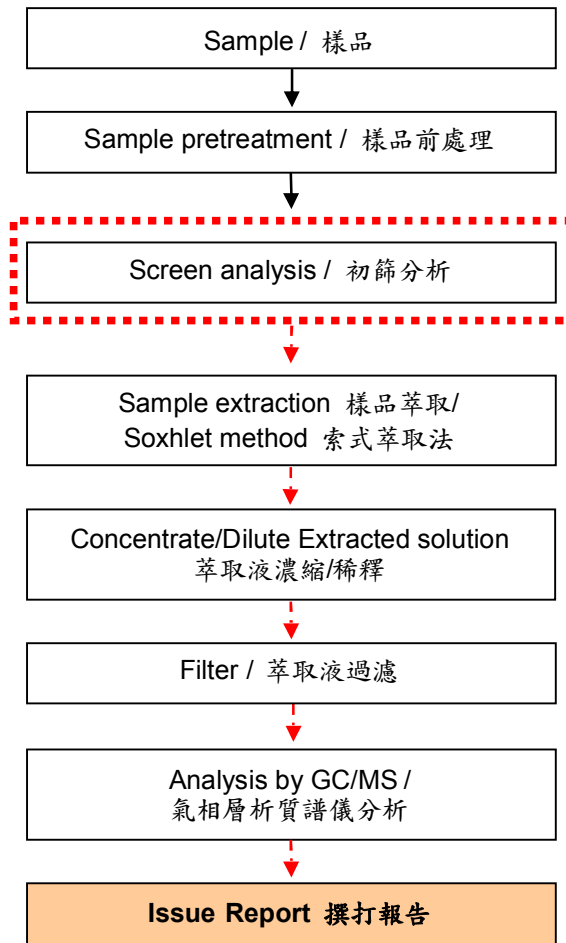 Sample / 樣品
Sample pretreatment / 樣品前處理
Screen analysis / 初篩分析
Sample extraction 樣品萃取/
Soxhlet method 索式萃取法
Concentrate/Dilute Extracted solution
萃取液濃縮/稀釋
Filter / 萃取液過濾
Analysis by GC/MS /
氣相層析質譜儀分析
Issue Report 撰打報告